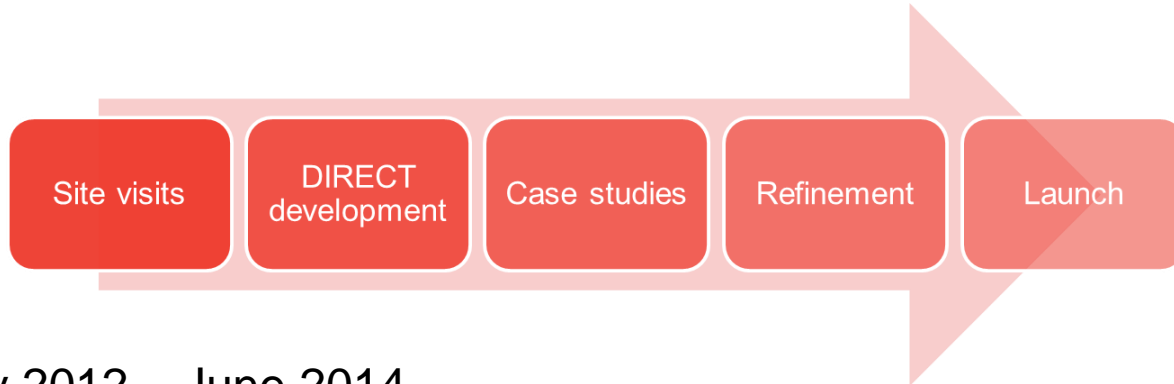 Site visits
DIRECT
development
Case studies
Refinement
Launch
2012 – June 2014